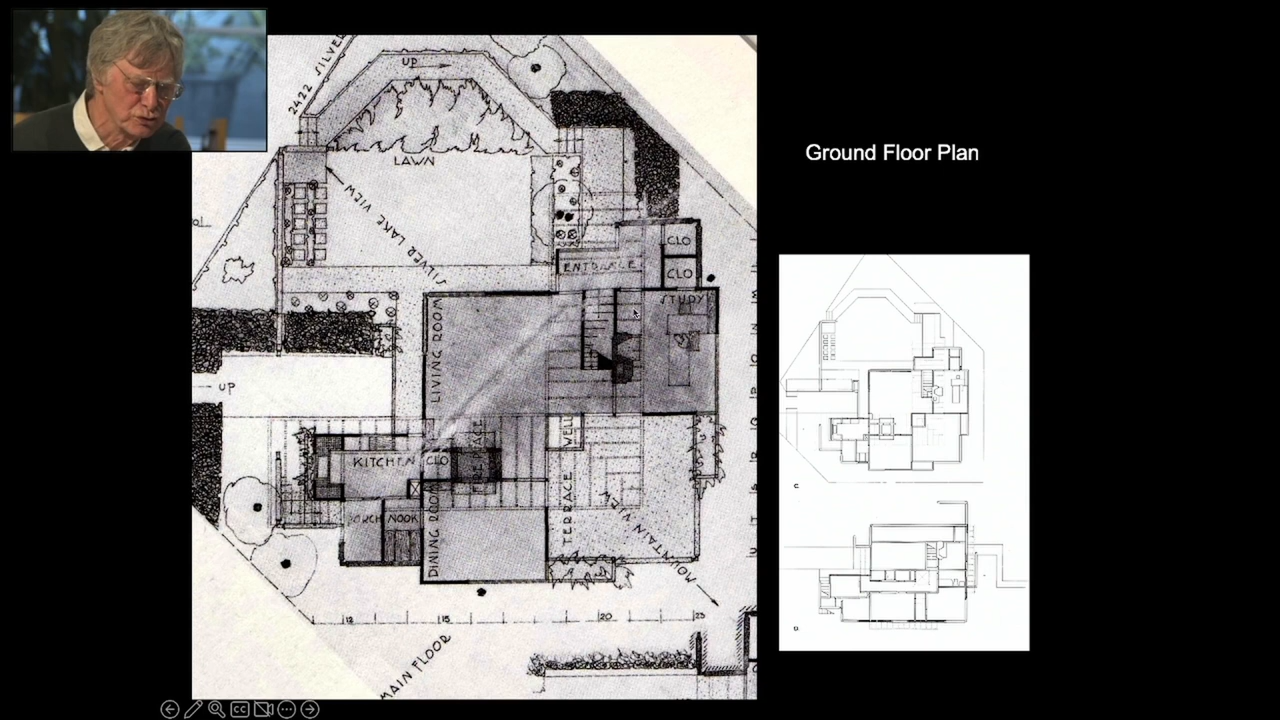 2422 SILVER
UP
LAWN
SILVER LAKE VIEW
CLO
ENTRANCE
CLO
STUDY
LIVING ROOM
UP
WELL
KITCHEN
CLO
PORCH
NOOK
DINING ROOM
TERRACE
MOUNTAIN VIEW
12
15
20
23
MAIN FLOOR
Ground Floor Plan
C.
CC